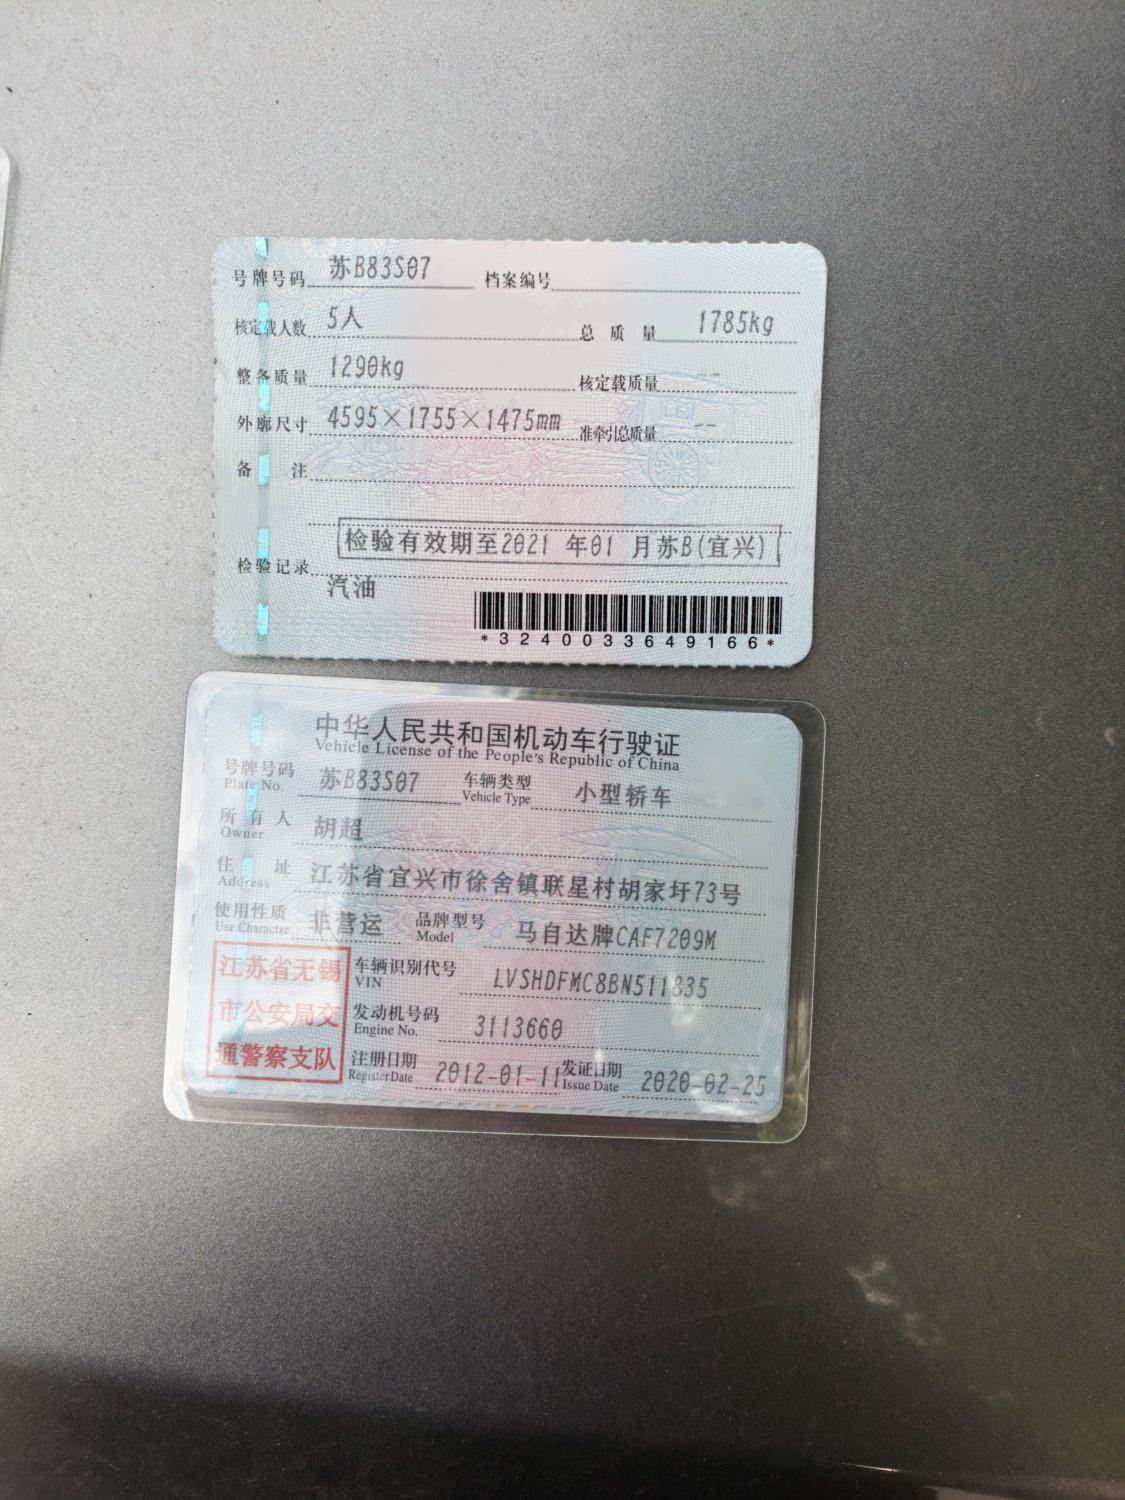 号牌号码 苏B83S07 档案编号
核定载人数 5人 总质量 1785kg
整备质量 1290kg 核定载质量 --
外廓尺寸 4595×1755×1475mm 准牵引总质量 --
备注
检验有效期至2021年01月苏B(宜兴)
检验记录
汽油
*3240033649166*
中华人民共和国机动车行驶证
Vehicle License of the People's Republic of China
号牌号码 苏B83S07 车辆类型 小型轿车
Plate No. Vehicle Type
所有人 胡超
Owner
住址 江苏省宜兴市徐舍镇联星村胡家圩73号
Address
使用性质 非营运 品牌型号 马自达牌CAF7209M
Use Character Model
江苏省无锡
市公安局交
通警察支队
车辆识别代号 LVSHDFMC8BN511335
VIN
发动机号码 3113660
Engine No.
注册日期 2012-01-11 发证日期 2020-02-25
Register Date Issue Date